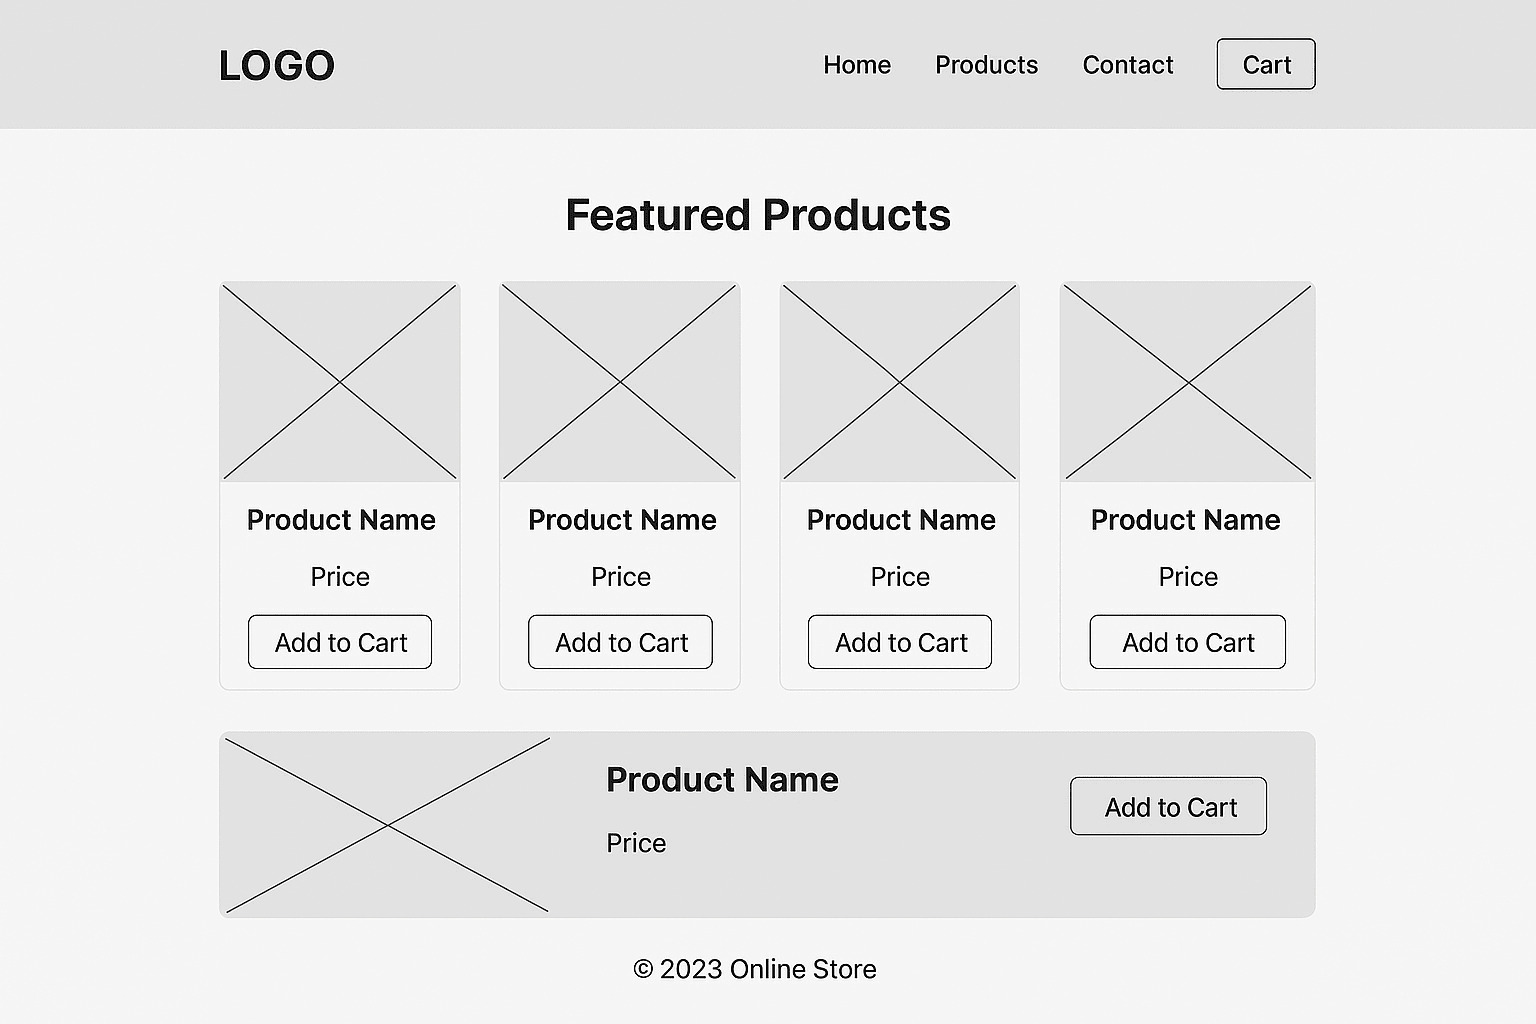 LOGO
Home
Products
Contact
Cart
Featured Products
Product Name
Price
Add to Cart
Product Name
Price
Add to Cart
Product Name
Price
Add to Cart
Product Name
Price
Add to Cart
Product Name
Price
Add to Cart
© 2023 Online Store